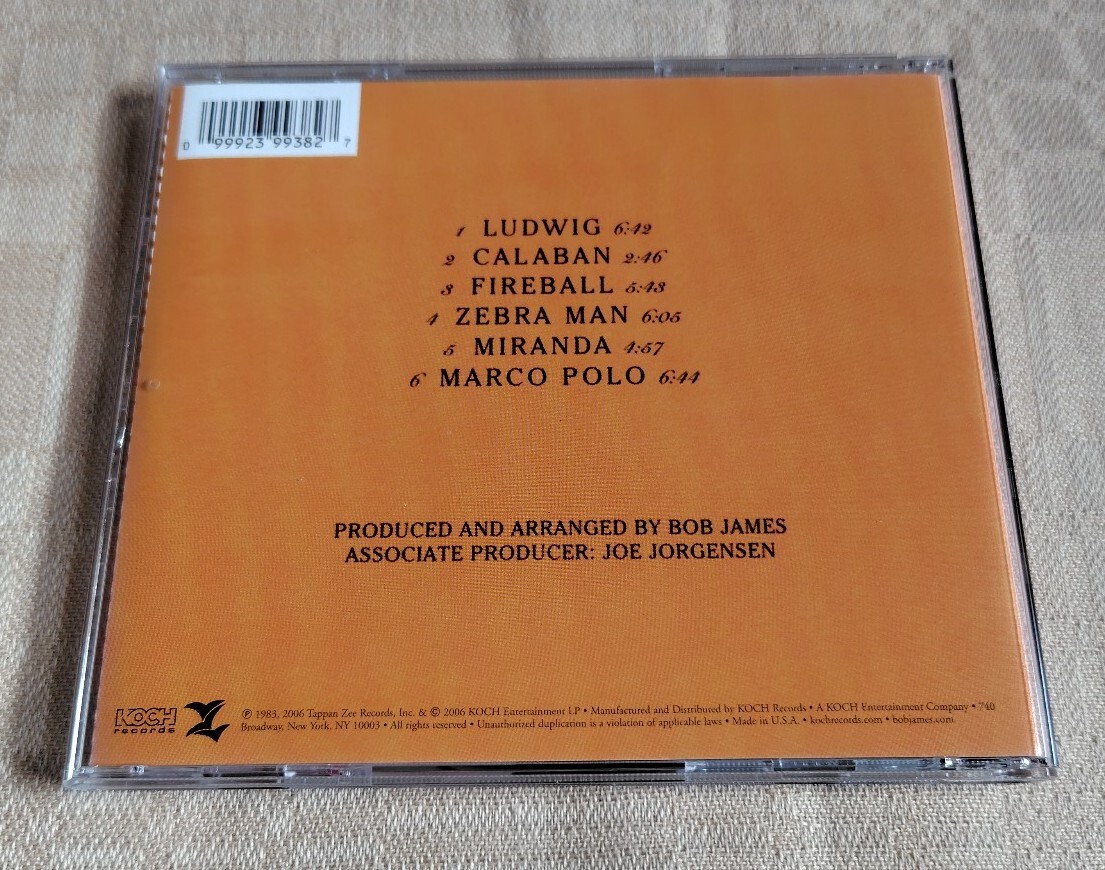 0 99923 99382 7
1 LUDWIG 6:42
2 CALABAN 2:46
3 FIREBALL 5:43
4 ZEBRA MAN 6:05
5 MIRANDA 4:57
6 MARCO POLO 6:44
PRODUCED AND ARRANGED BY BOB JAMES
ASSOCIATE PRODUCER: JOE JORGENSEN
KOCH
records
℗ 1983, 2006 Tappan Zee Records, Inc. & © 2006 KOCH Entertainment LP • Manufactured and Distributed by KOCH Records • A KOCH Entertainment Company • 740
Broadway, New York, NY 10003 • All rights reserved • Unauthorized duplication is a violation of applicable laws • Made in U.S.A. • kochrecords.com • bobjames.com